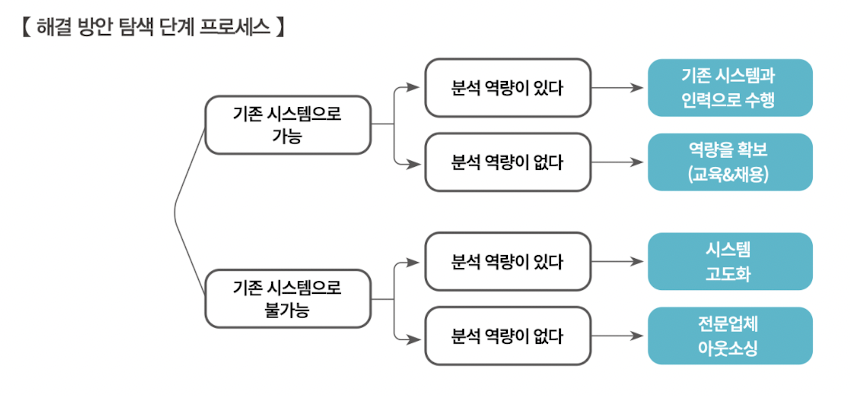 【 해결 방안 탐색 단계 프로세스 】
기존 시스템으로
가능
분석 역량이 있다
기존 시스템과
인력으로 수행
분석 역량이 없다
역량을 확보
(교육&채용)
기존 시스템으로
불가능
분석 역량이 있다
시스템
고도화
분석 역량이 없다
전문업체
아웃소싱